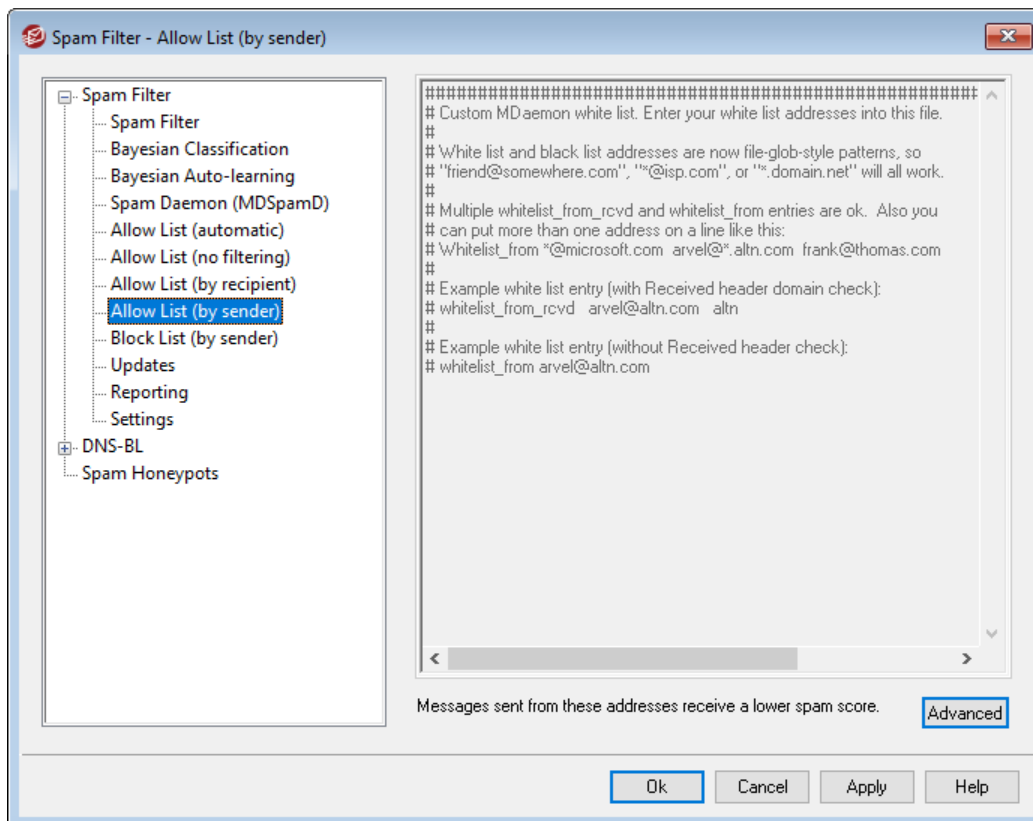 Spam Filter - Allow List (by sender)
Spam Filter
Spam Filter
Bayesian Classification
Bayesian Auto-learning
Spam Daemon (MDSpamD)
Allow List (automatic)
Allow List (no filtering)
Allow List (by recipient)
Allow List (by sender)
Block List (by sender)
Updates
Reporting
Settings
DNS-BL
Spam Honeypots
############################################################
# Custom MDaemon white list. Enter your white list addresses into this file.
#
# White list and black list addresses are now file-glob-style patterns, so
# "friend@somewhere.com", "*@isp.com", or "*.domain.net" will all work.
#
# Multiple whitelist_from_rcvd and whitelist_from entries are ok.  Also you
# can put more than one address on a line like this:
# Whitelist_from *@microsoft.com  arvel@*.altn.com  frank@thomas.com
#
# Example white list entry (with Received header domain check):
# whitelist_from_rcvd   arvel@altn.com   altn
#
# Example white list entry (without Received header check):
# whitelist_from arvel@altn.com
Messages sent from these addresses receive a lower spam score.
Advanced
Ok
Cancel
Apply
Help